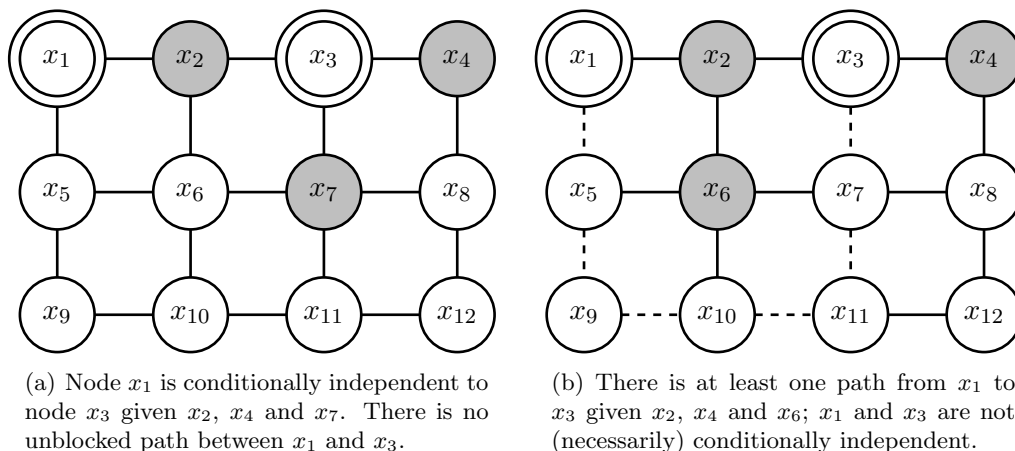 x1 x2 x3 x4 x1 x2 x3 x4
x5 x6 x7 x8 x5 x6 x7 x8
x9 x10 x11 x12 x9 x10 x11 x12
(a) Node x1 is conditionally independent to
node x3 given x2, x4 and x7. There is no
unblocked path between x1 and x3.
(b) There is at least one path from x1 to
x3 given x2, x4 and x6; x1 and x3 are not
(necessarily) conditionally independent.